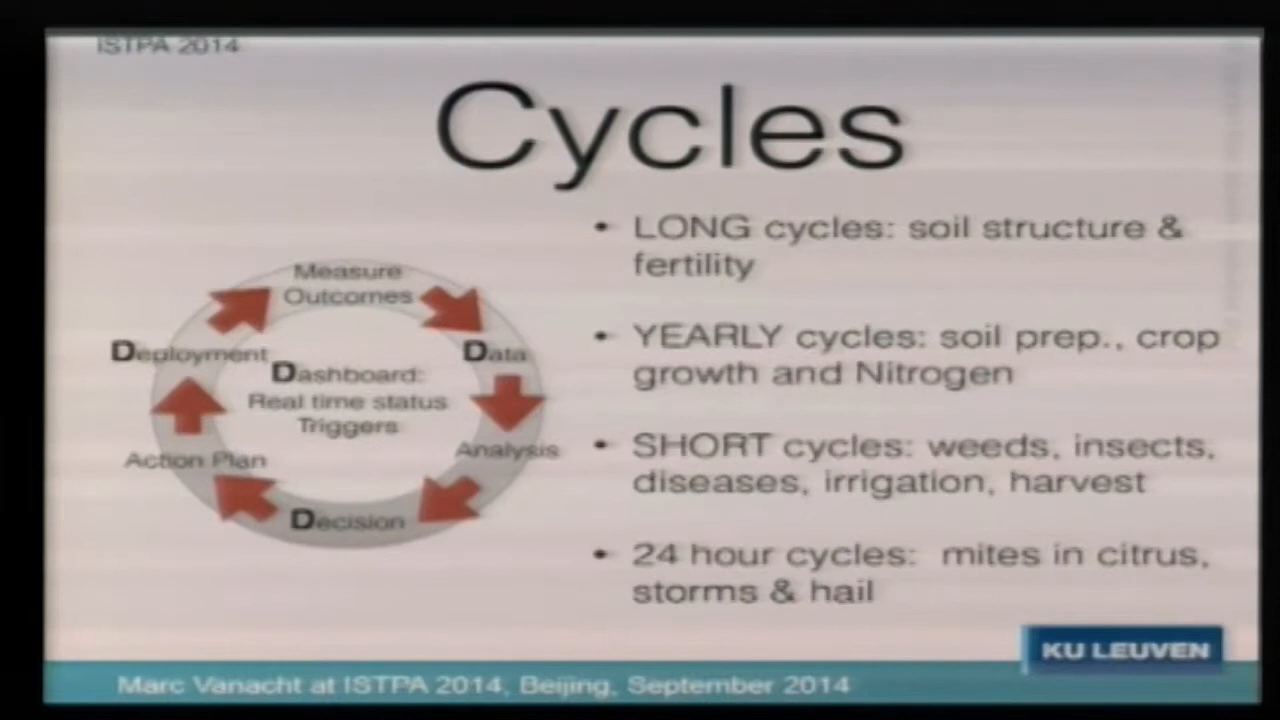 ISTPA 2014
Cycles
Measure
Outcomes
Data
Analysis
Decision
Action Plan
Deployment
Dashboard:
Real time status
Triggers
• LONG cycles: soil structure &
fertility
• YEARLY cycles: soil prep., crop
growth and Nitrogen
• SHORT cycles: weeds, insects,
diseases, irrigation, harvest
• 24 hour cycles: mites in citrus,
storms & hail
KU LEUVEN
Marc Vanacht at ISTPA 2014, Beijing, September 2014